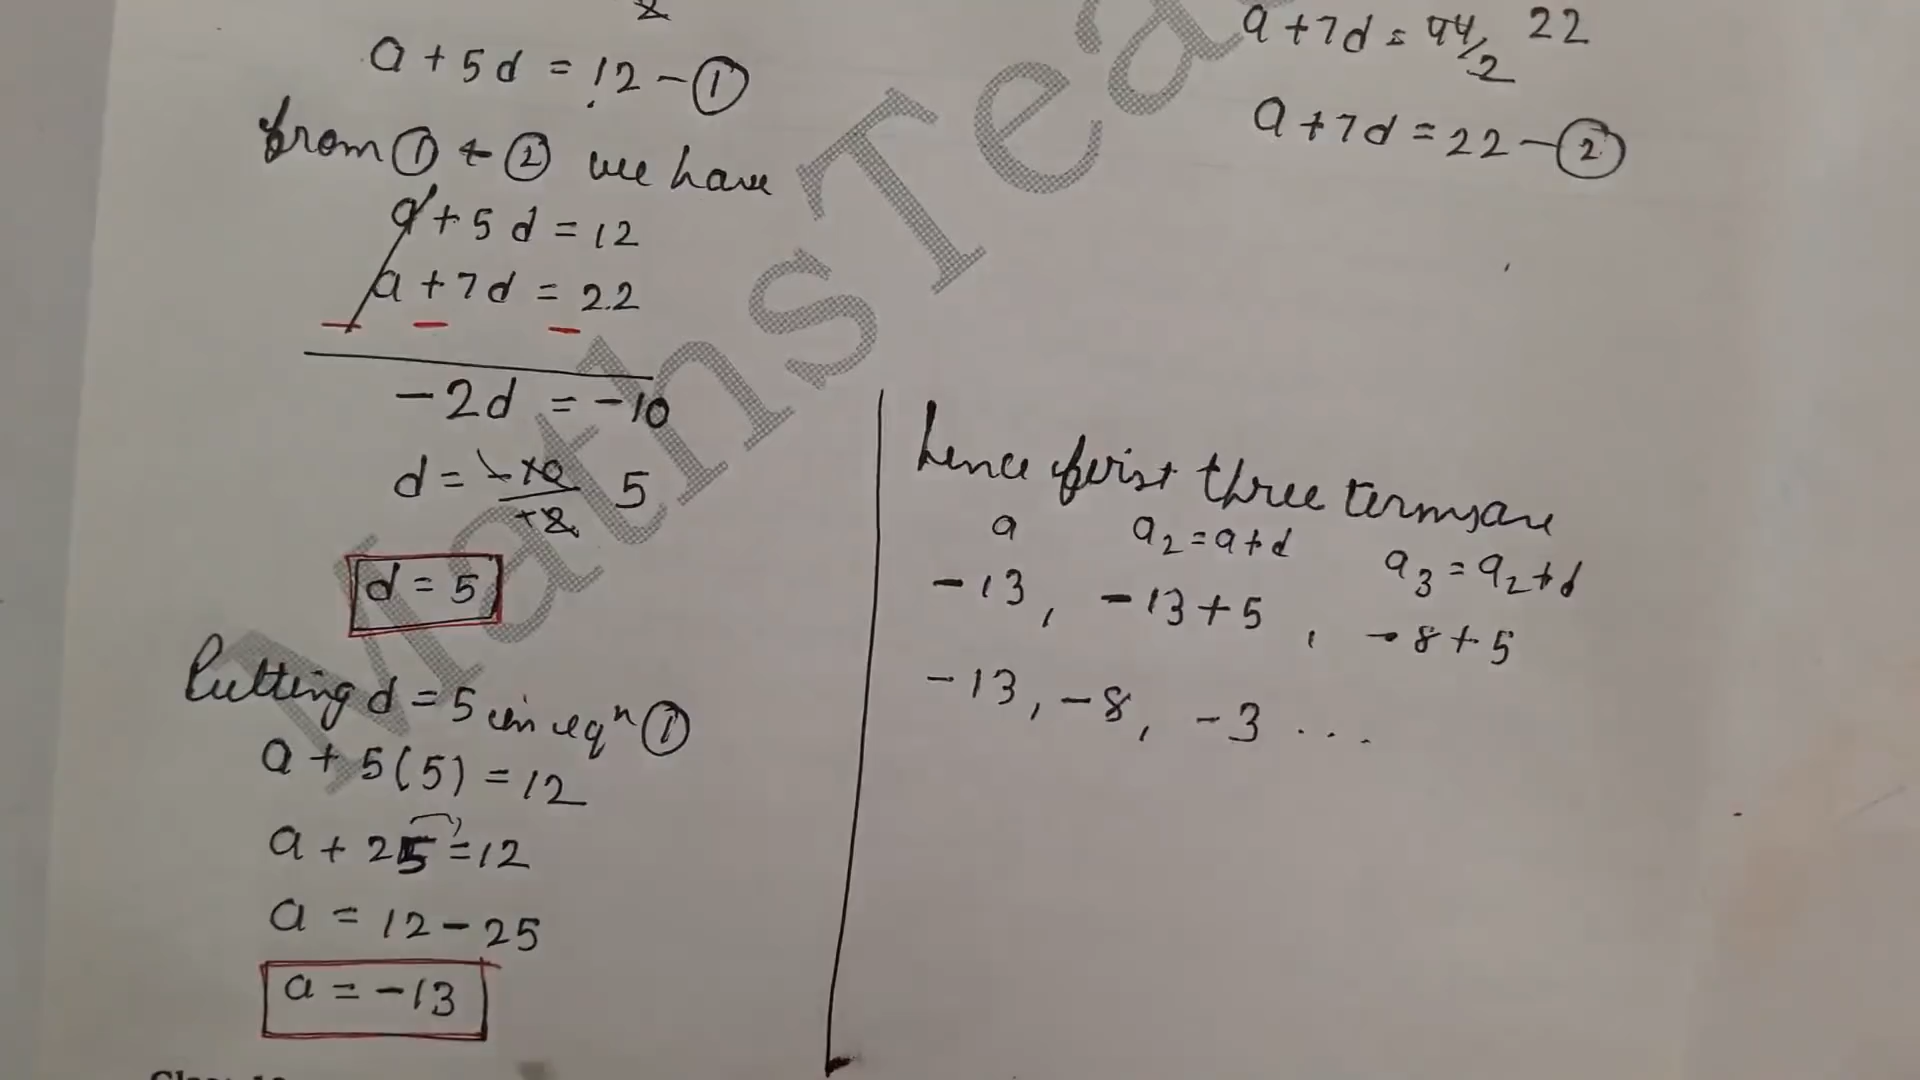 a + 5d = 12 - ①
from ① & ② we have
a + 5d = 12
a + 7d = 22
- 2d = -10
d = -10/+2 5
d = 5
Putting d = 5 in eqⁿ ①
a + 5(5) = 12
a + 25 = 12
a = 12 - 25
a = -13
a + 7d = 44/2 22
a + 7d = 22 - ②
hence first three terms are
a a₂ = a + d a₃ = a₂ + d
-13, -13 + 5, -8 + 5
-13, -8, -3 ...